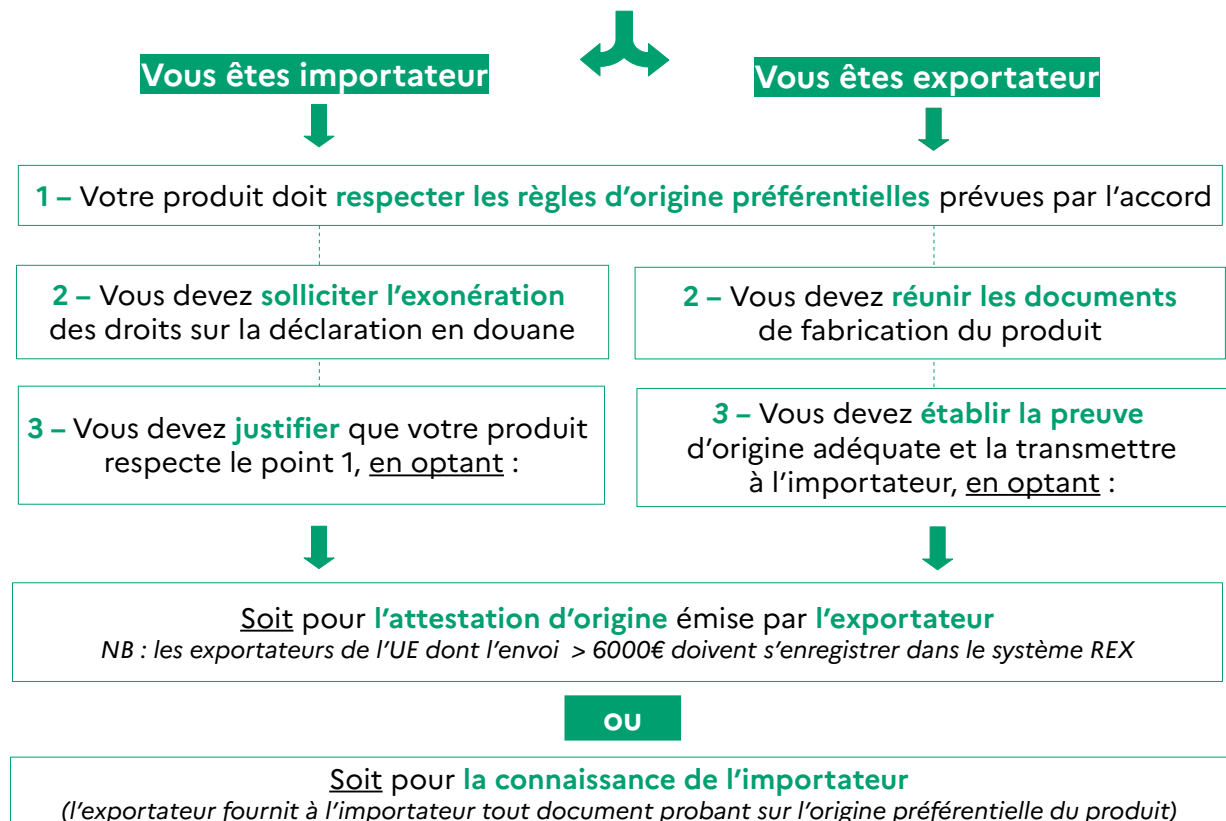 Vous êtes importateur
Vous êtes exportateur
1 – Votre produit doit respecter les règles d'origine préférentielles prévues par l'accord
2 – Vous devez solliciter l'exonération
des droits sur la déclaration en douane
2 – Vous devez réunir les documents
de fabrication du produit
3 – Vous devez justifier que votre produit
respecte le point 1, en optant :
3 – Vous devez établir la preuve
d'origine adéquate et la transmettre
à l'importateur, en optant :
Soit pour l'attestation d'origine émise par l'exportateur
NB : les exportateurs de l'UE dont l'envoi > 6000€ doivent s'enregistrer dans le système REX
ou
Soit pour la connaissance de l'importateur
(l'exportateur fournit à l'importateur tout document probant sur l'origine préférentielle du produit)